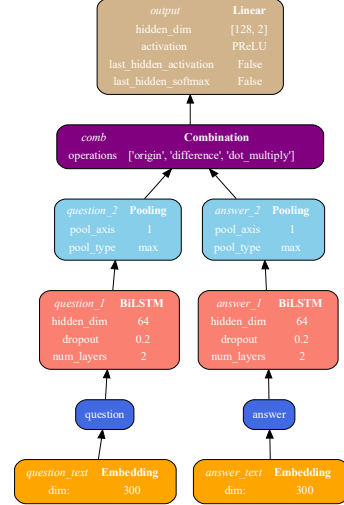 output Linear
hidden_dim [128, 2]
activation PReLU
last_hidden_activation False
last_hidden_softmax False
comb Combination
operations ['origin', 'difference', 'dot_multiply']
question_2 Pooling
pool_axis 1
pool_type max
answer_2 Pooling
pool_axis 1
pool_type max
question_1 BiLSTM
hidden_dim 64
dropout 0.2
num_layers 2
answer_1 BiLSTM
hidden_dim 64
dropout 0.2
num_layers 2
question
answer
question_text Embedding
dim: 300
answer_text Embedding
dim: 300